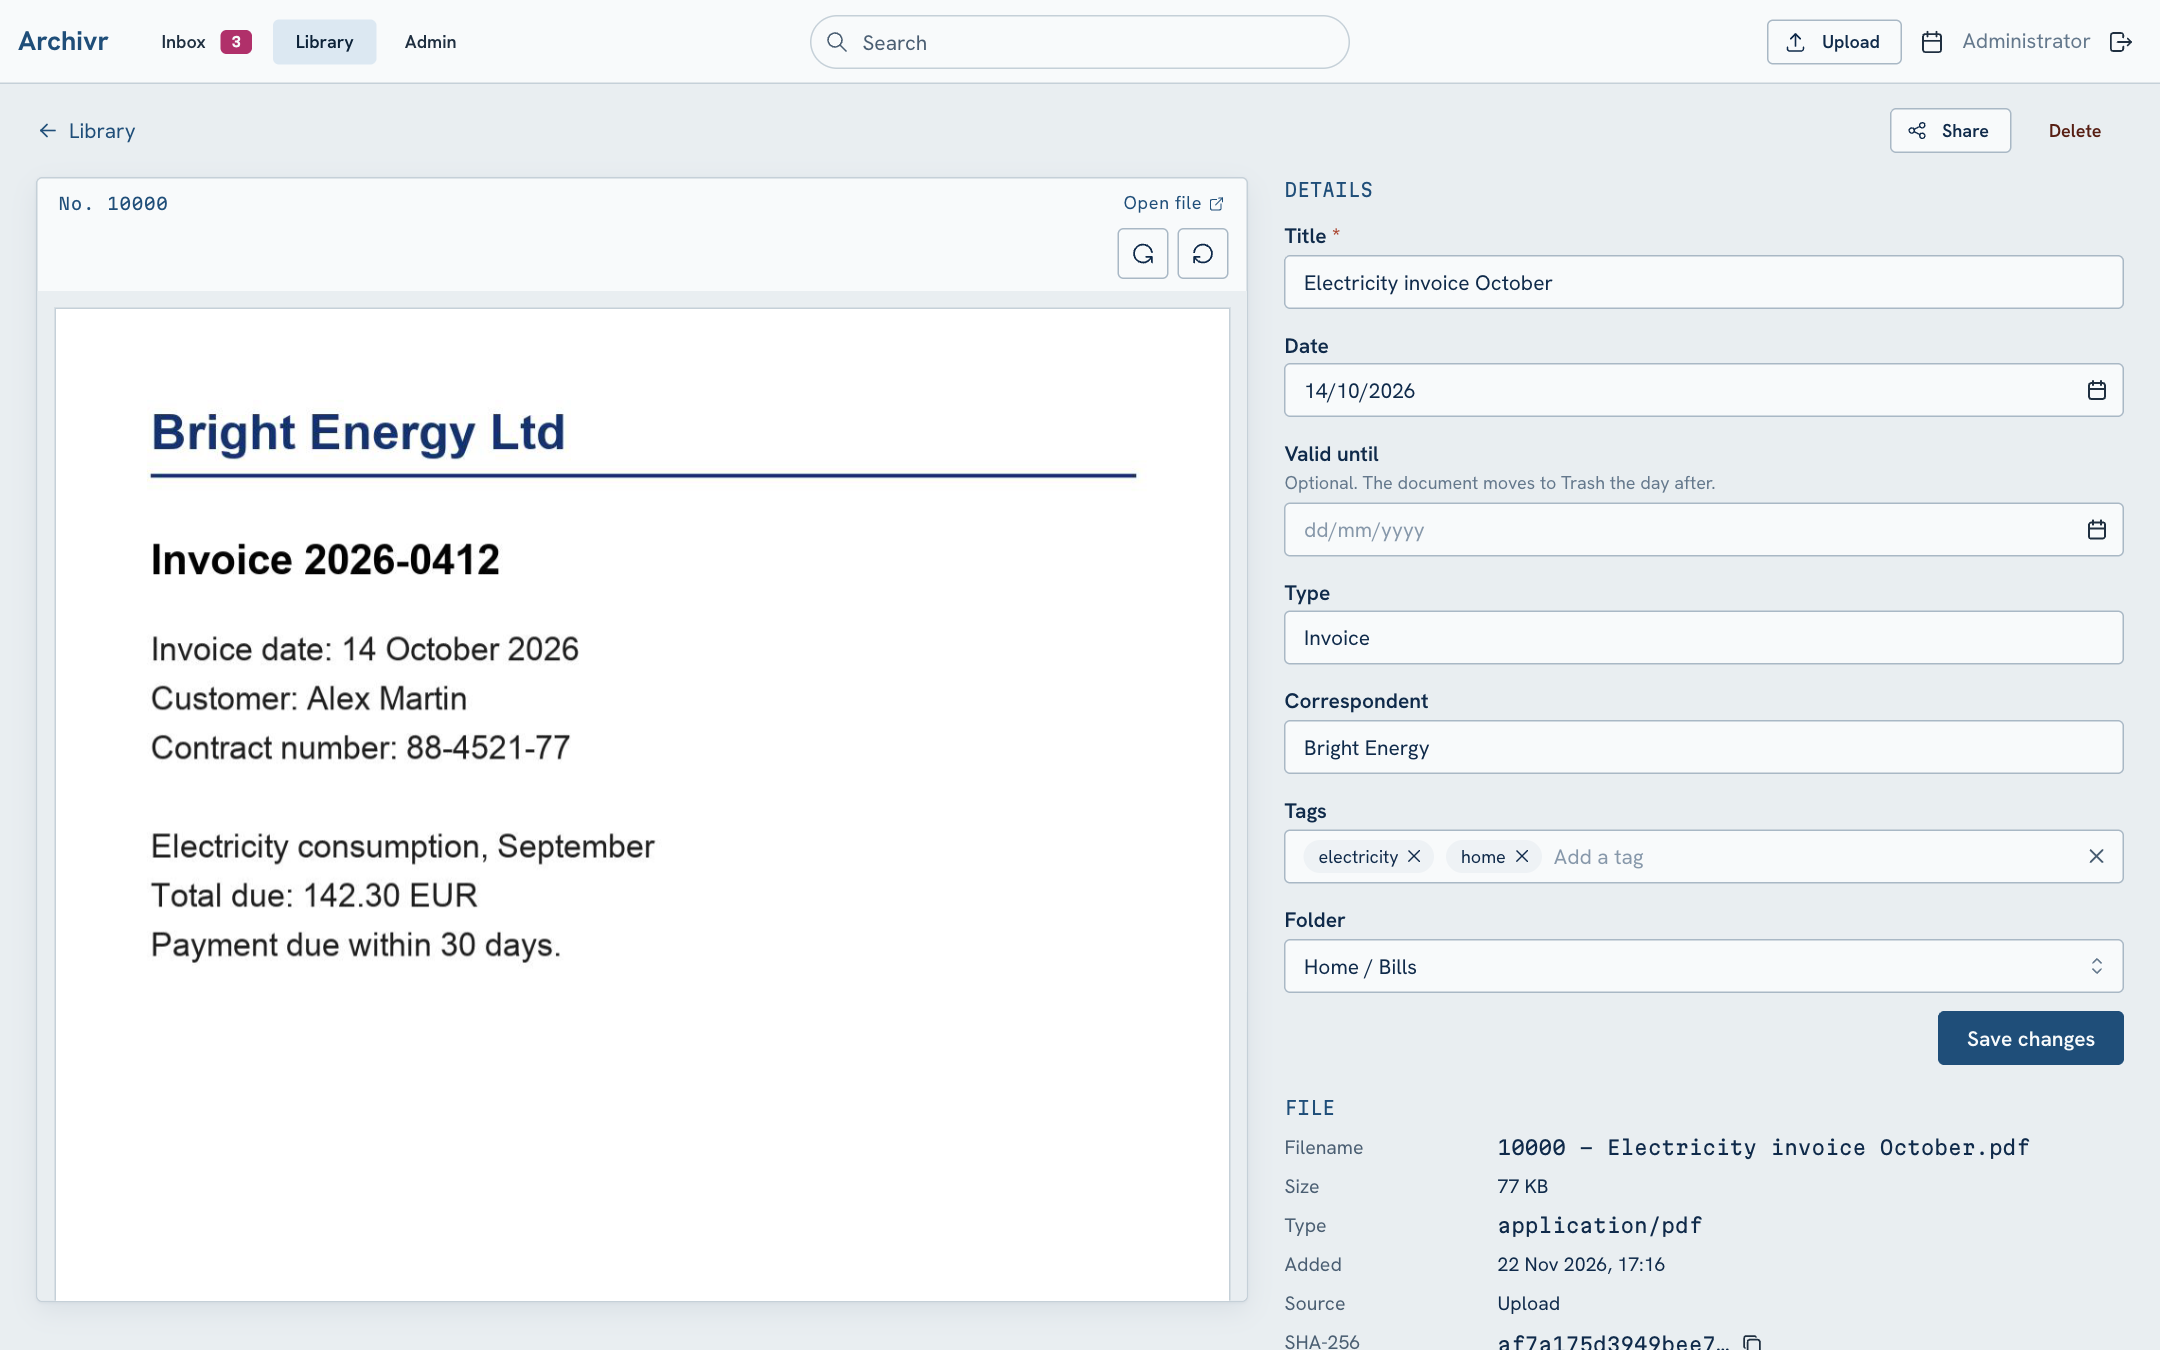 Archivr
Inbox 3 Library Admin
Search
Upload
Administrator
Library
Share
Delete
No. 10000
Open file
Bright Energy Ltd
Invoice 2026-0412
Invoice date: 14 October 2026
Customer: Alex Martin
Contract number: 88-4521-77
Electricity consumption, September
Total due: 142.30 EUR
Payment due within 30 days.
DETAILS
Title *
Electricity invoice October
Date
14/10/2026
Valid until
Optional. The document moves to Trash the day after.
dd/mm/yyyy
Type
Invoice
Correspondent
Bright Energy
Tags
electricity home Add a tag
Folder
Home / Bills
Save changes
FILE
Filename 10000 – Electricity invoice October.pdf
Size 77 KB
Type application/pdf
Added 22 Nov 2026, 17:16
Source Upload
SHA-256 af7a175d3949bee7…